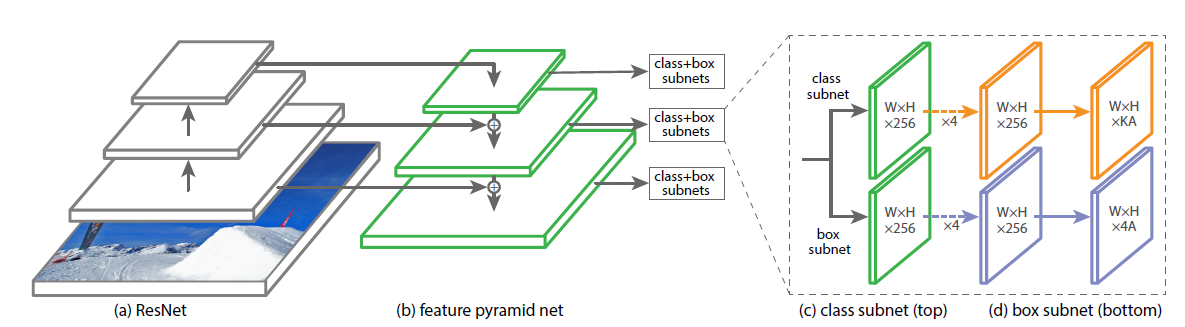 class+box
subnets
class+box
subnets
class+box
subnets
+
+
class
subnet
W×H
×256
×4
W×H
×256
W×H
×KA
box
subnet
W×H
×256
×4
W×H
×256
W×H
×4A
(a) ResNet
(b) feature pyramid net
(c) class subnet (top)
(d) box subnet (bottom)